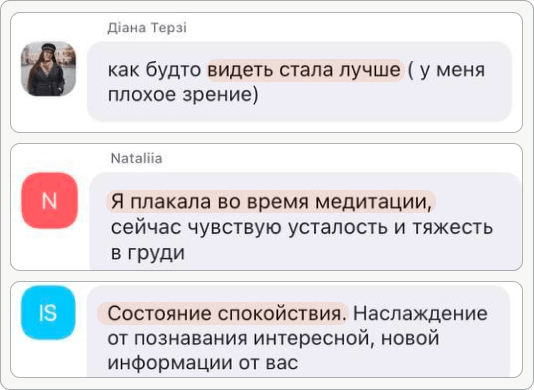 Діана Терзі
как будто видеть стала лучше ( у меня
плохое зрение)
Nataliia
N
Я плакала во время медитации,
сейчас чувствую усталость и тяжесть
в груди
IS
Состояние спокойствия. Наслаждение
от познавания интересной, новой
информации от вас